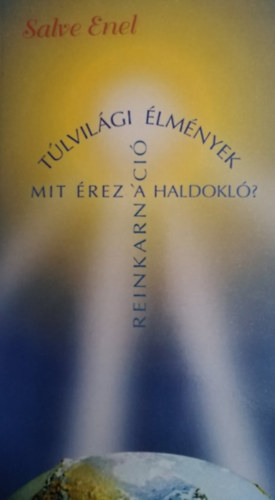 Salve Enel
TÚLVILÁGI ÉLMÉNYEK
MIT ÉREZ A HALDOKLÓ?
REINKARNÁCIÓ